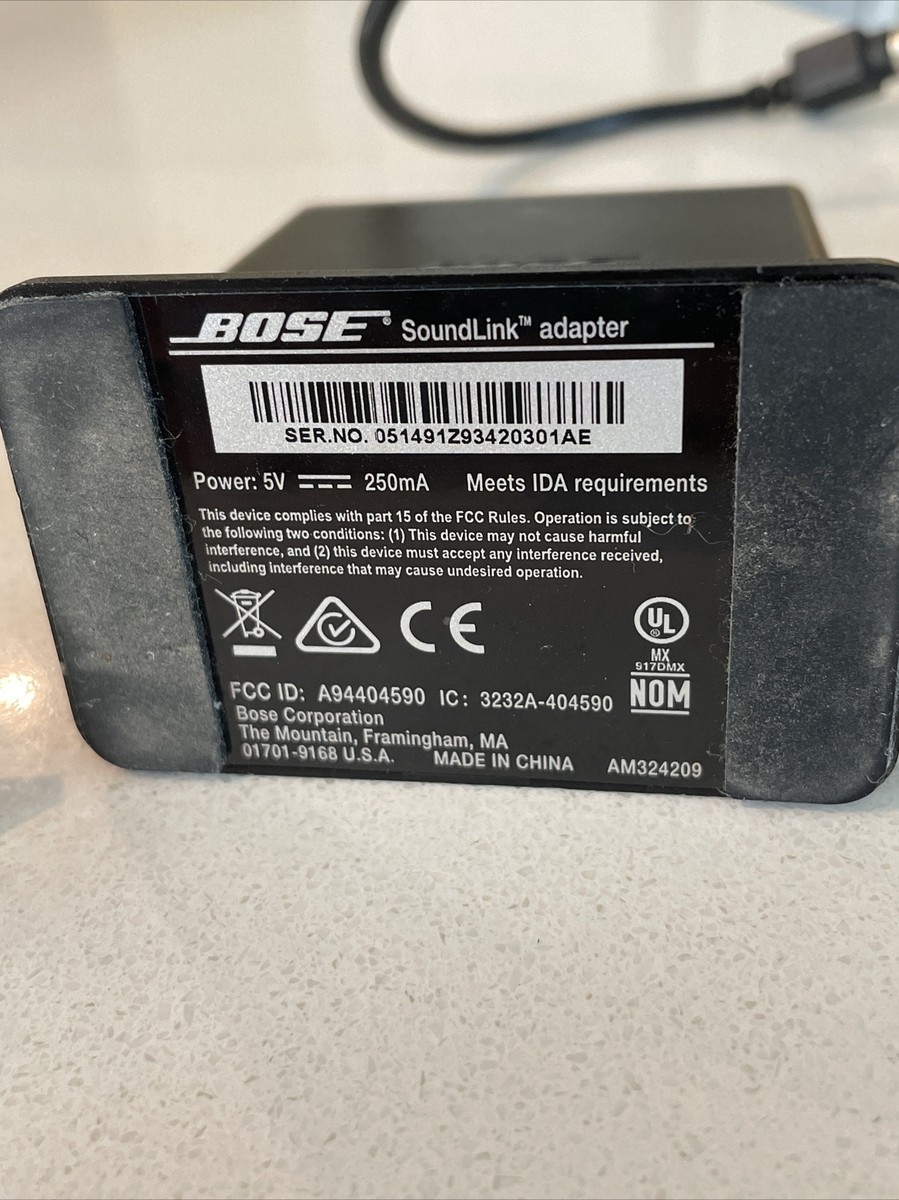 BOSE® SoundLink™ adapter
SER.NO. 051491Z93420301AE
Power: 5V 250mA Meets IDA requirements
This device complies with part 15 of the FCC Rules. Operation is subject to
the following two conditions: (1) This device may not cause harmful
interference, and (2) this device must accept any interference received,
including interference that may cause undesired operation.
CE
UL®
MX
917DMX
NOM
FCC ID: A94404590 IC: 3232A-404590
Bose Corporation
The Mountain, Framingham, MA
01701-9168 U.S.A. MADE IN CHINA AM324209